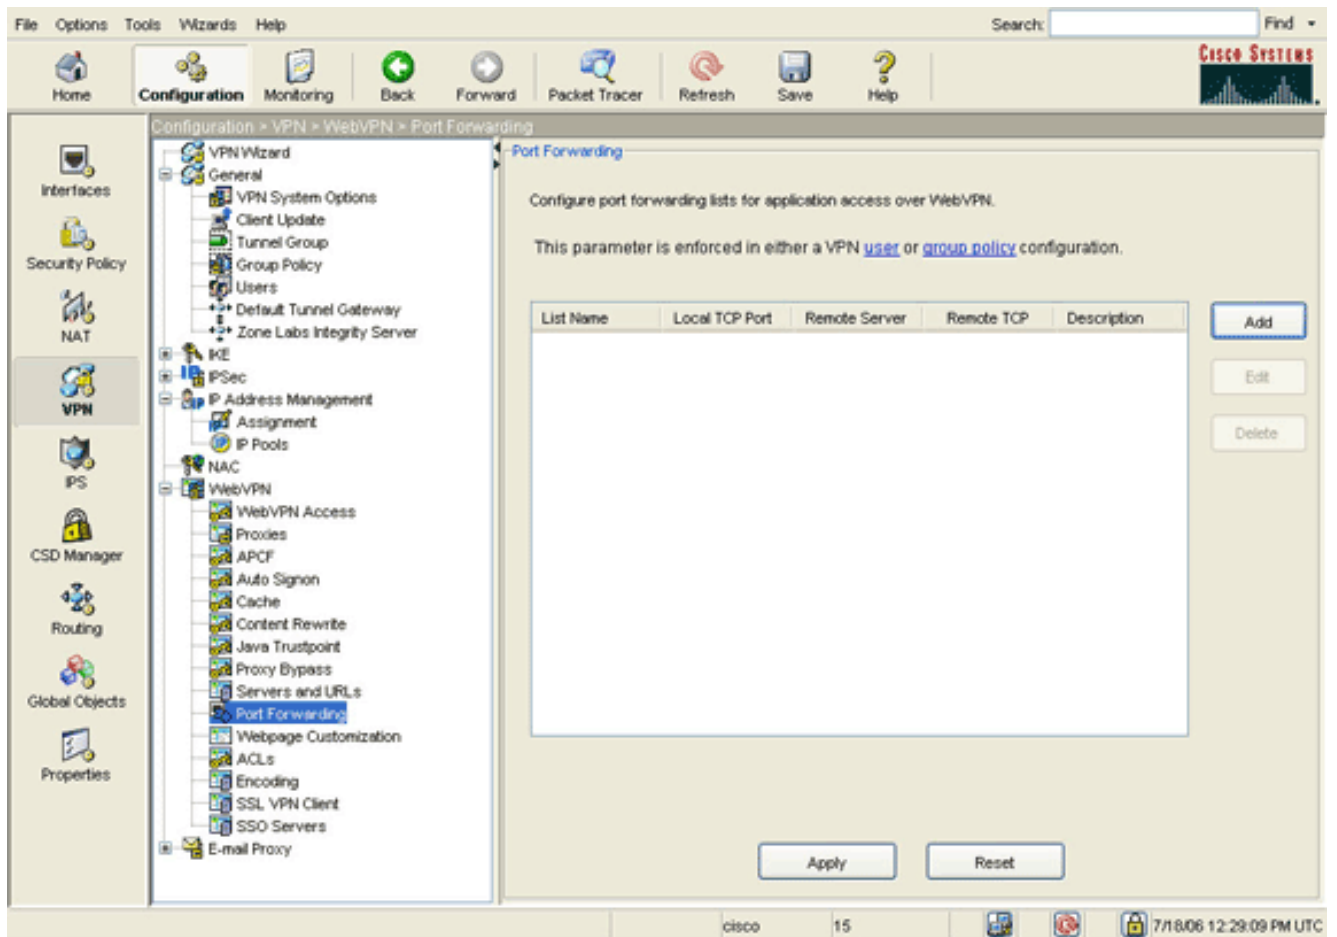 File Options Tools Wizards Help Search: Find
Home Configuration Monitoring Back Forward Packet Tracer Refresh Save Help
CISCO SYSTEMS
Configuration > VPN > WebVPN > Port Forwarding
Interfaces
Security Policy
NAT
VPN
IPS
CSD Manager
Routing
Global Objects
Properties
VPN Wizard
General
VPN System Options
Client Update
Tunnel Group
Group Policy
Users
Default Tunnel Gateway
Zone Labs Integrity Server
IKE
IPSec
IP Address Management
Assignment
IP Pools
NAC
WebVPN
WebVPN Access
Proxies
APCF
Auto Signon
Cache
Content Rewrite
Java Trustpoint
Proxy Bypass
Servers and URLs
Port Forwarding
Webpage Customization
ACLs
Encoding
SSL VPN Client
SSO Servers
E-mail Proxy
Port Forwarding
Configure port forwarding lists for application access over WebVPN.
This parameter is enforced in either a VPN user or group policy configuration.
List Name Local TCP Port Remote Server Remote TCP Description
Add
Edit
Delete
Apply Reset
cisco 15 7/18/06 12:29:09 PM UTC